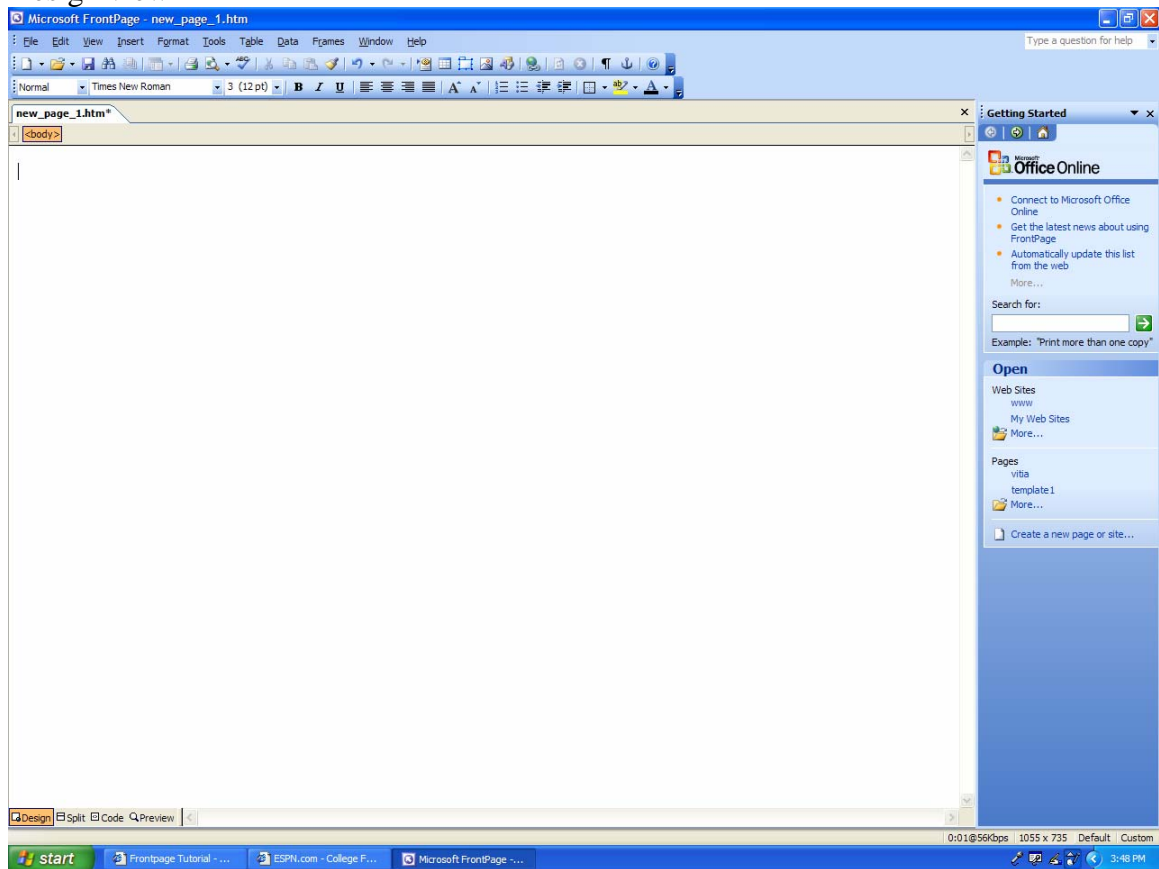 Microsoft FrontPage - new_page_1.htm
File Edit View Insert Format Tools Table Data Frames Window Help
Type a question for help
Normal Times New Roman 3 (12 pt) B I U A A A
new_page_1.htm*
Getting Started
<body>
Microsoft
Office Online
Connect to Microsoft Office
Online
Get the latest news about using
FrontPage
Automatically update this list
from the web
More...
Search for:
Example: "Print more than one copy"
Open
Web Sites
www
My Web Sites
More...
Pages
vitia
template1
More...
Create a new page or site...
Design Split Code Preview
0:01@56Kbps 1055 x 735 Default Custom
start Frontpage Tutorial - ... ESPN.com - College F... Microsoft FrontPage -... 3:48 PM